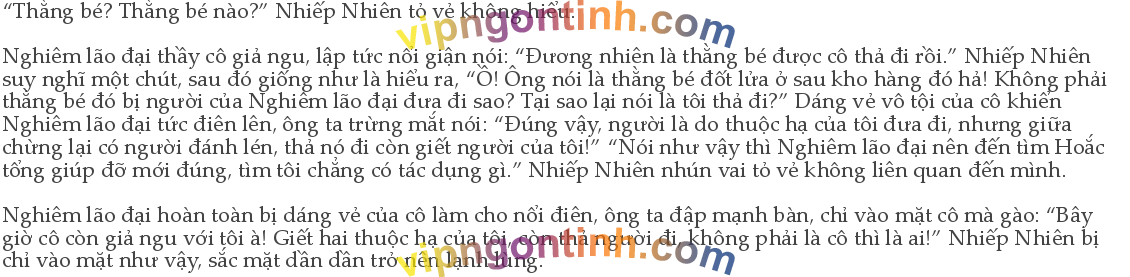 “Thằng bé? Thằng bé nào?” Nhiếp Nhiên tỏ vẻ không hiểu.
vipngontinh.com
Nghiêm lão đại thầy cô giả ngu, lập tức nổi giận nói: “Đương nhiên là thằng bé được cô thả đi rồi.” Nhiếp Nhiên
suy nghĩ một chút, sau đó giống như là hiểu ra, “Ồ! Ông nói là thằng bé đốt lửa ở sau kho hàng đó hả! Không phải
thằng bé đó bị người của Nghiêm lão đại đưa đi sao? Tại sao lại nói là tôi thả đi?” Dáng vẻ vô tội của cô khiến
Nghiêm lão đại tức điên lên, ông ta trừng mắt nói: “Đúng vậy, người là do thuộc hạ của tôi đưa đi, nhưng giữa
chừng lại có người đánh lén, thả nó đi còn giết người của tôi!” “Nói như vậy thì Nghiêm lão đại nên đến tìm Hoắc
tổng giúp đỡ mới đúng, tìm tôi chẳng có tác dụng gì.” Nhiếp Nhiên nhún vai tỏ vẻ không liên quan đến mình.
Nghiêm lão đại hoàn toàn bị dáng vẻ của cô làm cho nổi điên, ông ta đập mạnh bàn, chỉ vào mặt cô mà gào: “Bây
giờ cô còn giả ngu với tôi à! Giết hai thuộc hạ của tôi, còn thả người đi, không phải là cô thì là ai!” Nhiếp Nhiên bị
chỉ vào mặt như vậy, sắc mặt dần dần trở nên lạnh lùng.
vipngontinh.com